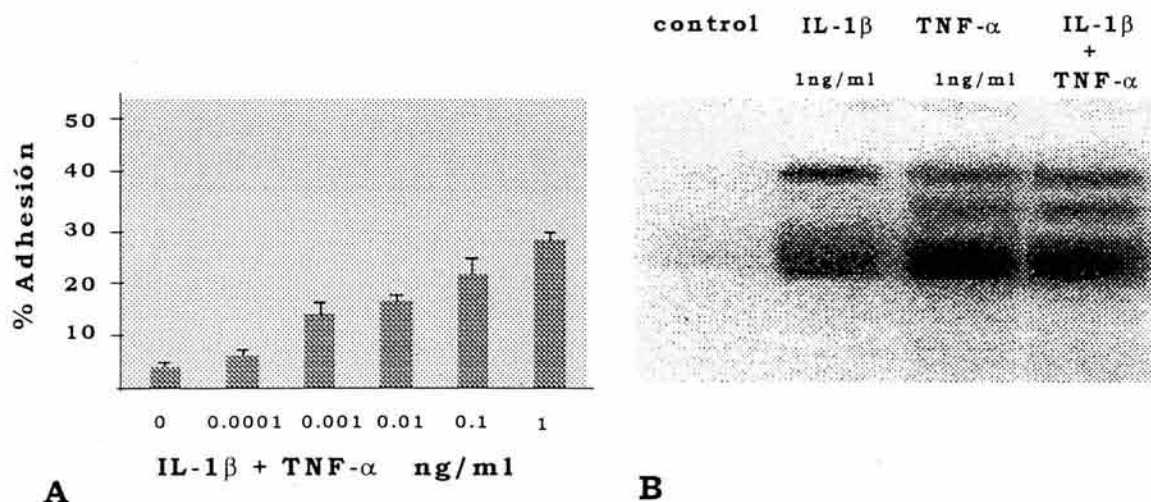 % Adhesión
50
40
30
20
10
0 0.0001 0.001 0.01 0.1 1
IL-1β + TNF-α ng/ml
A
control IL-1β TNF-α IL-1β
+
1ng/ml 1ng/ml TNF-α
B